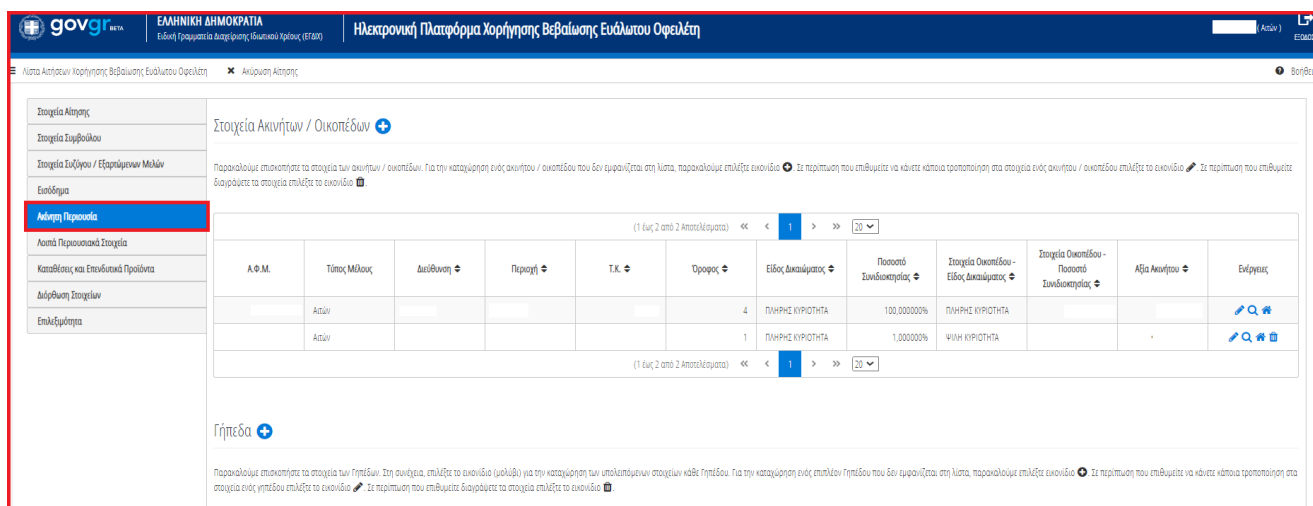 govgr BETA
ΕΛΛΗΝΙΚΗ ΔΗΜΟΚΡΑΤΙΑ
Ειδική Γραμματεία Διαχείρισης Ιδιωτικού Χρέους (ΕΓΔΙΧ)
Ηλεκτρονική Πλατφόρμα Χορήγησης Βεβαίωσης Ευάλωτου Οφειλέτη
( Αιτών )
ΕΞΟΔΟΣ
Λίστα Αιτήσεων Χορήγησης Βεβαίωσης Ευάλωτου Οφειλέτη
Ακύρωση Αίτησης
Βοήθει
Στοιχεία Αίτησης
Στοιχεία Συμβούλου
Στοιχεία Συζύγου / Εξαρτώμενων Μελών
Εισόδημα
Ακίνητη Περιουσία
Λοιπά Περιουσιακά Στοιχεία
Καταθέσεις και Επενδυτικά Προϊόντα
Διόρθωση Στοιχείων
Επιλεξιμότητα
Στοιχεία Ακινήτων / Οικοπέδων
Παρακαλούμε επισκοπήστε τα στοιχεία των ακινήτων / οικοπέδων. Για την καταχώρηση ενός ακινήτου / οικοπέδου που δεν εμφανίζεται στη λίστα, παρακαλούμε επιλέξτε εικονίδιο . Σε περίπτωση που επιθυμείτε να κάνετε κάποια τροποποίηση στα στοιχεία ενός ακινήτου / οικοπέδου επιλέξτε το εικονίδιο . Σε περίπτωση που επιθυμείτε
διαγράψετε τα στοιχεία επιλέξτε το εικονίδιο .
(1 έως 2 από 2 Αποτελέσματα) « < 1 > » 20
Α.Φ.Μ. Τύπος Μέλους Διεύθυνση Περιοχή Τ.Κ. Όροφος Είδος Δικαιώματος Ποσοστό Συνιδιοκτησίας Στοιχεία Οικοπέδου - Είδος Δικαιώματος Στοιχεία Οικοπέδου - Ποσοστό Συνιδιοκτησίας Αξία Ακινήτου Ενέργειες
Αιτών 4 ΠΛΗΡΗΣ ΚΥΡΙΟΤΗΤΑ 100,000000% ΠΛΗΡΗΣ ΚΥΡΙΟΤΗΤΑ
Αιτών 1 ΠΛΗΡΗΣ ΚΥΡΙΟΤΗΤΑ 1,000000% ΨΙΛΗ ΚΥΡΙΟΤΗΤΑ
(1 έως 2 από 2 Αποτελέσματα) « < 1 > » 20
Γήπεδα
Παρακαλούμε επισκοπήστε τα στοιχεία των Γηπέδων. Στη συνέχεια, επιλέξτε το εικονίδιο (μολύβι) για την καταχώρηση των υπολειπόμενων στοιχείων κάθε Γηπέδου. Για την καταχώρηση ενός επιπλέον Γηπέδου που δεν εμφανίζεται στη λίστα, παρακαλούμε επιλέξτε εικονίδιο . Σε περίπτωση που επιθυμείτε να κάνετε κάποια τροποποίηση στα
στοιχεία ενός γηπέδου επιλέξτε το εικονίδιο . Σε περίπτωση που επιθυμείτε διαγράψετε τα στοιχεία επιλέξτε το εικονίδιο .